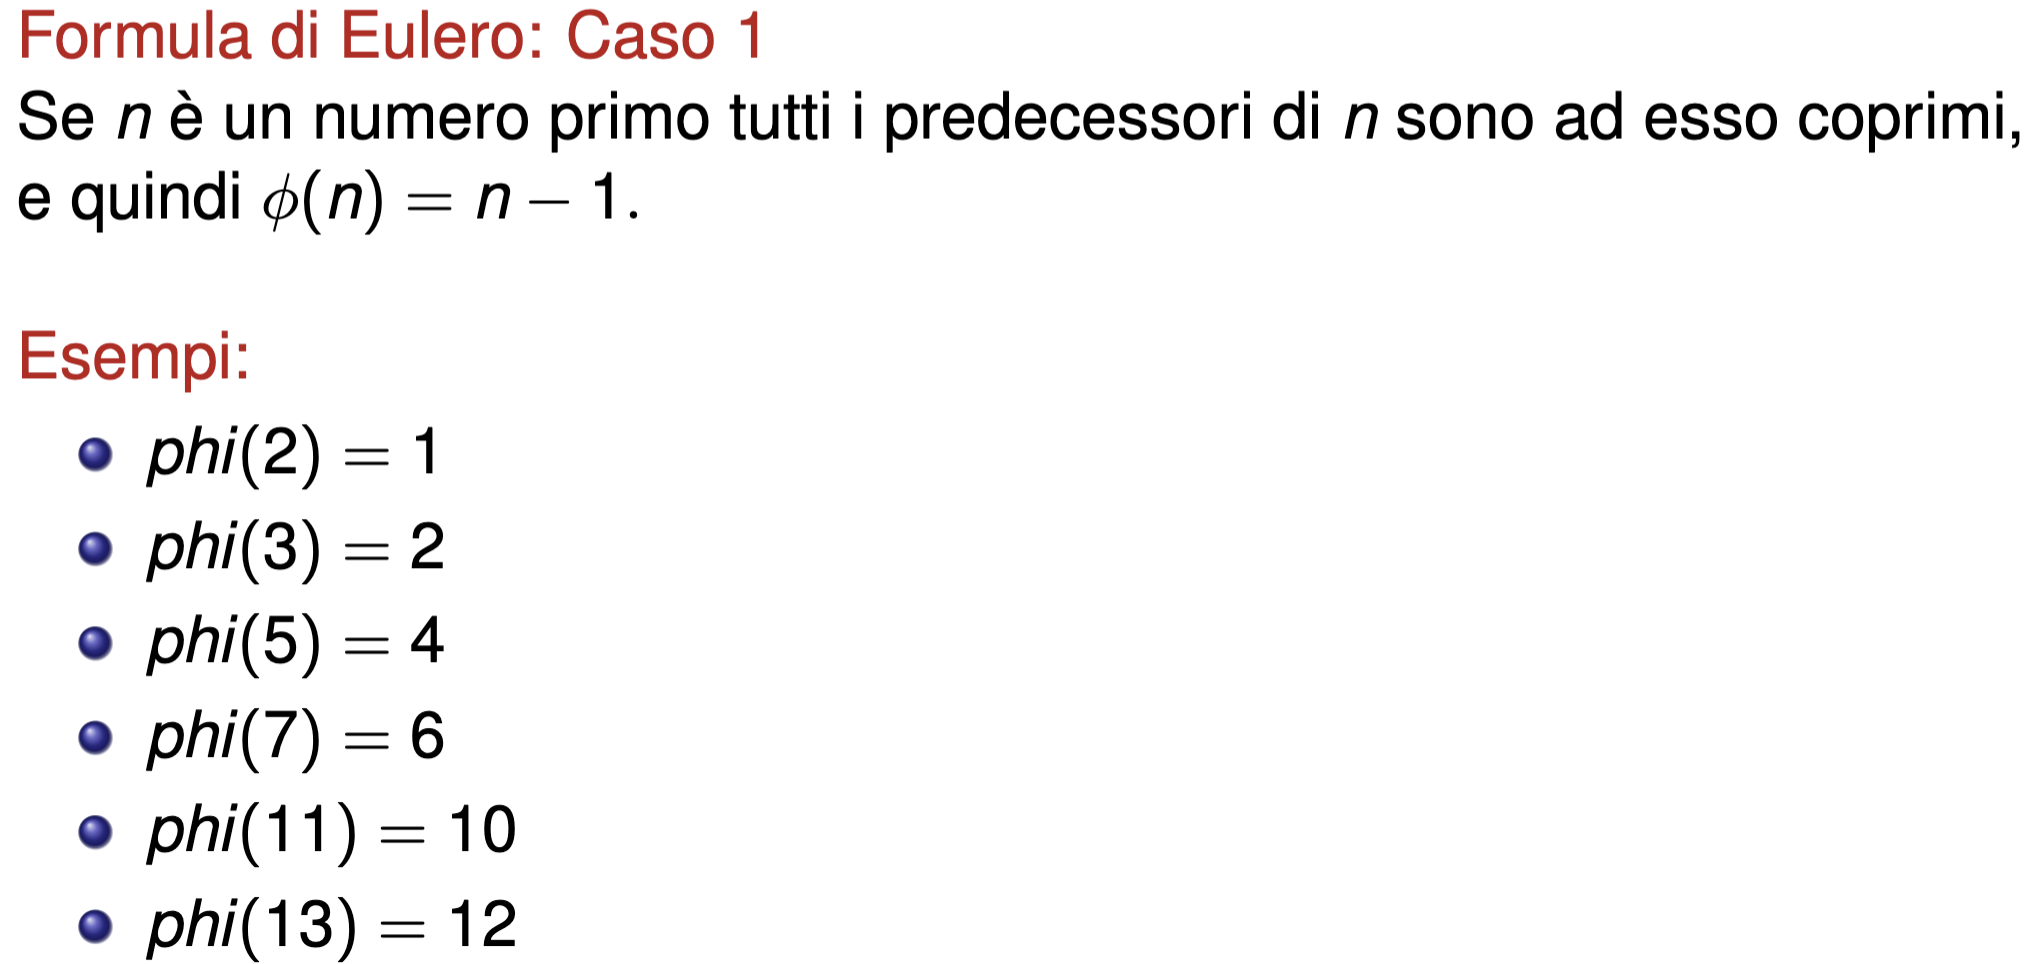 Formula di Eulero: Caso 1
Se n è un numero primo tutti i predecessori di n sono ad esso coprimi,
e quindi ϕ(n) = n − 1.
Esempi:
phi(2) = 1
phi(3) = 2
phi(5) = 4
phi(7) = 6
phi(11) = 10
phi(13) = 12